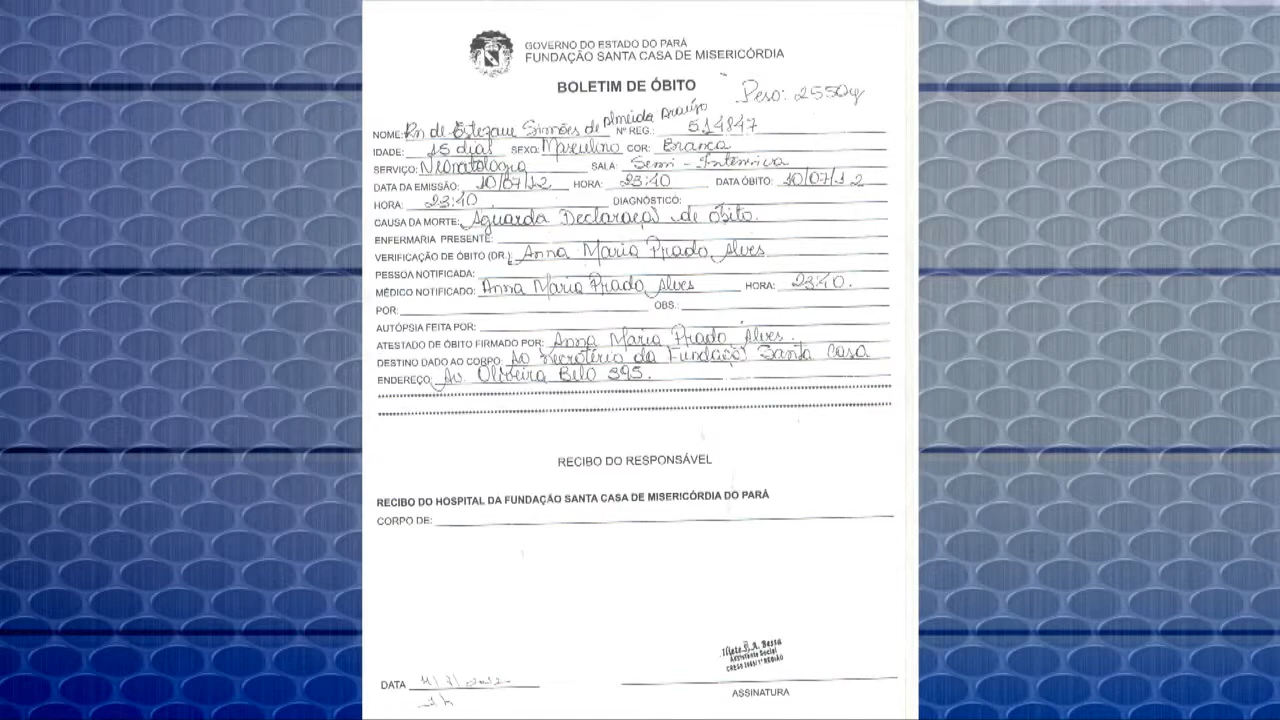 GOVERNO DO ESTADO DO PARÁ
FUNDAÇÃO SANTA CASA DE MISERICÓRDIA
BOLETIM DE ÓBITO
Peso: 2550g
NOME: Rn de Estezane Simões de Almeida Araújo Nº REG.: 514847
IDADE: 15 dias SEXO: Masculino COR: Branca
SERVIÇO: Neonatologia SALA: Semi - Intensiva
DATA DA EMISSÃO: 10/07/12 HORA: 23:40 DATA ÓBITO: 10/07/12
HORA: 23:40 DIAGNÓSTICO:
CAUSA DA MORTE: Aguarda Declaração de óbito.
ENFERMARIA PRESENTE:
VERIFICAÇÃO DE ÓBITO (DR. Anna Maria Prado Alves
PESSOA NOTIFICADA:
MÉDICO NOTIFICADO: Anna Maria Prado Alves HORA: 23:40.
POR: OBS.:
AUTÓPSIA FEITA POR:
ATESTADO DE ÓBITO FIRMADO POR: Anna Maria Prado Alves.
DESTINO DADO AO CORPO: Ao Necrotério da Fundação Santa Casa
ENDEREÇO: Av Oliveira Belo 395.
RECIBO DO RESPONSÁVEL
RECIBO DO HOSPITAL DA FUNDAÇÃO SANTA CASA DE MISERICÓRDIA DO PARÁ
CORPO DE:
A. Bessa
Assistente Social
1ª REGIÃO
DATA
ASSINATURA